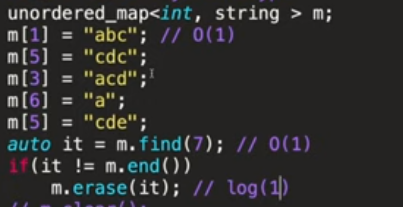 unordered_map<int, string > m;
m[1] = "abc"; // O(1)
m[5] = "cdc";
m[3] = "acd";
m[6] = "a";
m[5] = "cde";
auto it = m.find(7); // O(1)
if(it != m.end())
    m.erase(it); // log(1)
// m.clear();